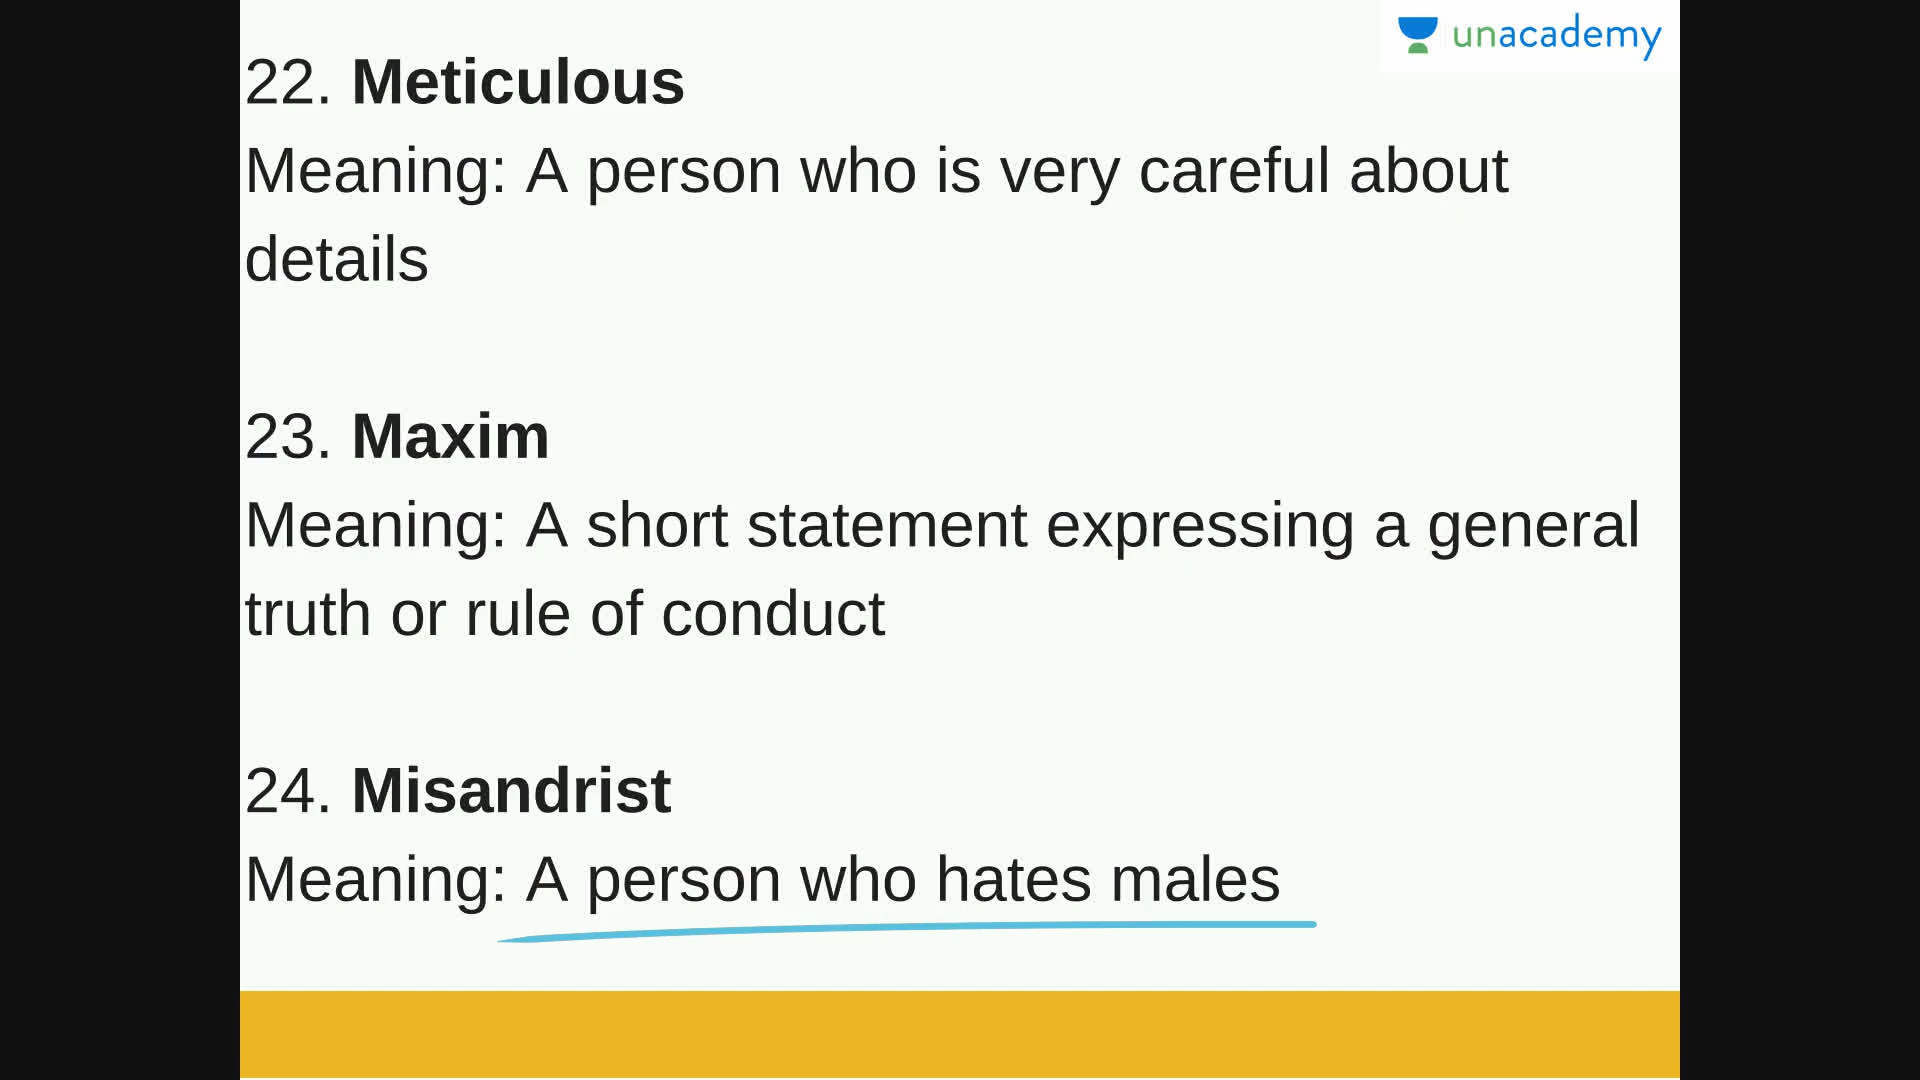 unacademy
22. Meticulous
Meaning: A person who is very careful about
details
23. Maxim
Meaning: A short statement expressing a general
truth or rule of conduct
24. Misandrist
Meaning: A person who hates males